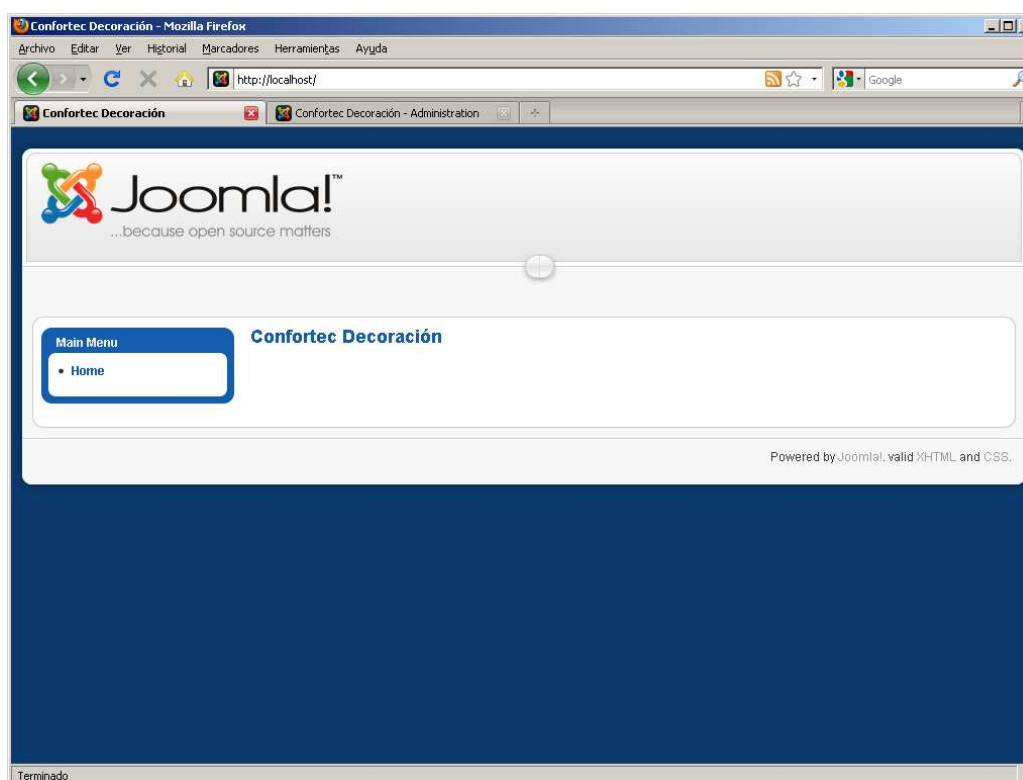 Confortec Decoración - Mozilla Firefox
Archivo Editar Ver Historial Marcadores Herramientas Ayuda
http://localhost/
Google
Confortec Decoración
Confortec Decoración - Administration
Joomla!™
...because open source matters
Main Menu
Confortec Decoración
• Home
Powered by Joomla!. valid XHTML and CSS.
Terminado